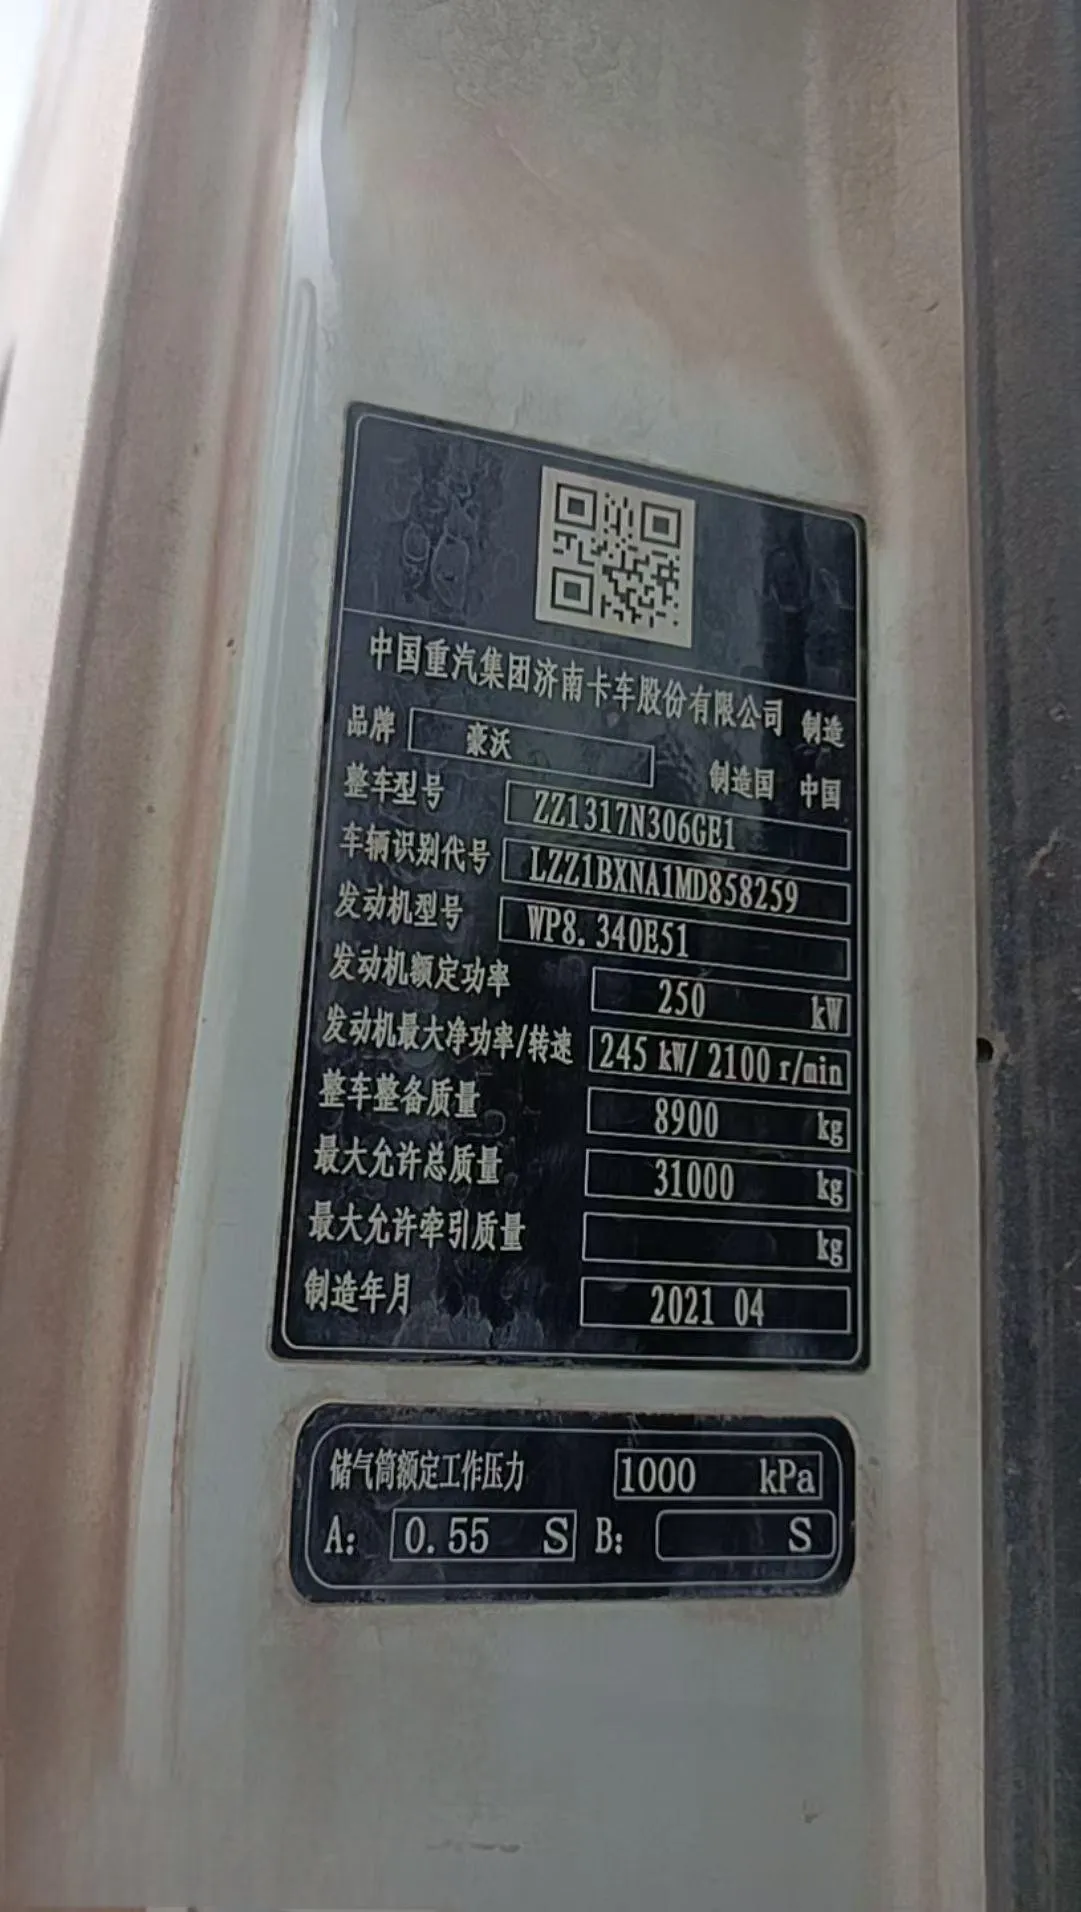 中国重汽集团济南卡车股份有限公司 制造
品牌 豪沃 制造国 中国
整车型号 ZZ1317N306GE1
车辆识别代号 LZZ1BXNA1MD858259
发动机型号 WP8.340E51
发动机额定功率 250 kW
发动机最大净功率/转速 245 kW/ 2100 r/min
整车整备质量 8900 kg
最大允许总质量 31000 kg
最大允许牵引质量 kg
制造年月 2021 04
储气筒额定工作压力 1000 kPa
A: 0.55 S B: S